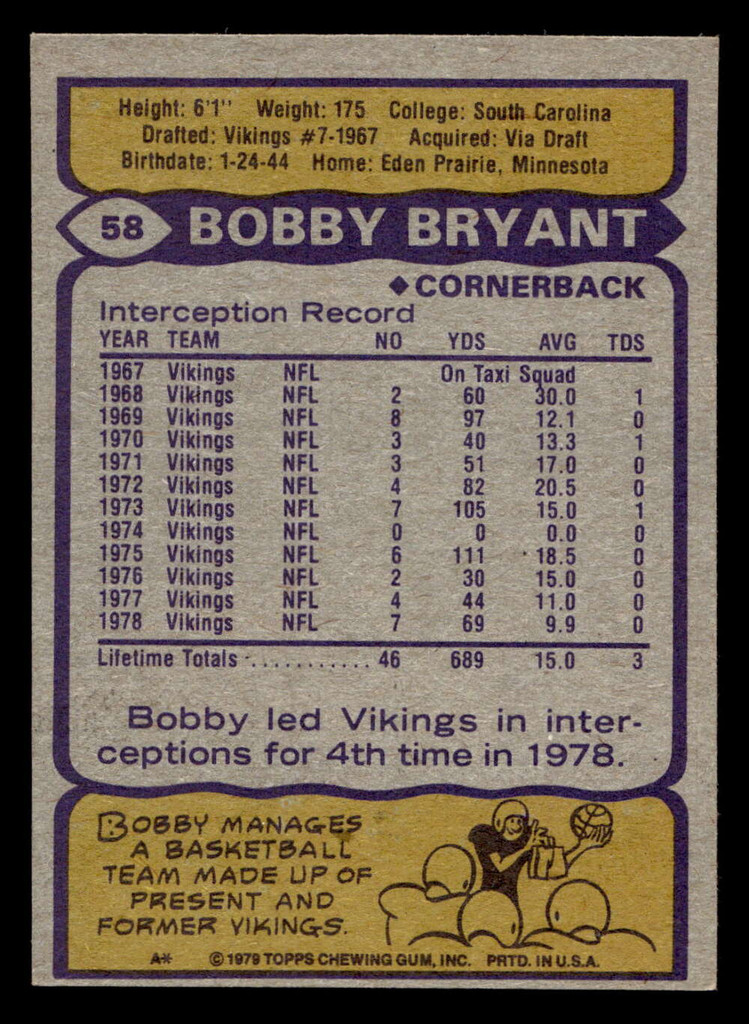 Height: 6'1" Weight: 175 College: South Carolina
Drafted: Vikings #7-1967 Acquired: Via Draft
Birthdate: 1-24-44 Home: Eden Prairie, Minnesota
58 BOBBY BRYANT
◆CORNERBACK
Interception Record
YEAR TEAM NO YDS AVG TDS
1967 Vikings NFL On Taxi Squad
1968 Vikings NFL 2 60 30.0 1
1969 Vikings NFL 8 97 12.1 0
1970 Vikings NFL 3 40 13.3 1
1971 Vikings NFL 3 51 17.0 0
1972 Vikings NFL 4 82 20.5 0
1973 Vikings NFL 7 105 15.0 1
1974 Vikings NFL 0 0 0.0 0
1975 Vikings NFL 6 111 18.5 0
1976 Vikings NFL 2 30 15.0 0
1977 Vikings NFL 4 44 11.0 0
1978 Vikings NFL 7 69 9.9 0
Lifetime Totals ............ 46 689 15.0 3
Bobby led Vikings in inter-
ceptions for 4th time in 1978.
BOBBY MANAGES
A BASKETBALL
TEAM MADE UP OF
PRESENT AND
FORMER VIKINGS.
A* © 1979 TOPPS CHEWING GUM, INC. PRTD. IN U.S.A.